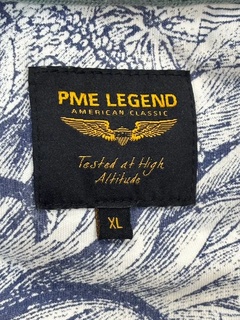 PME LEGEND
AMERICAN CLASSIC
Tested at High
Altitude
XL